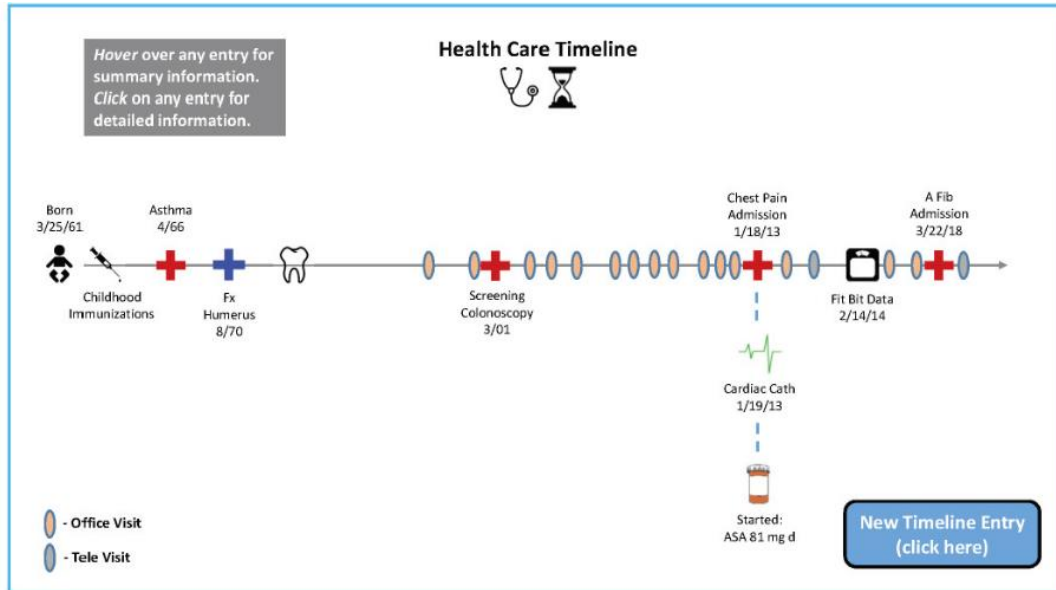 Hover over any entry for
summary information.
Click on any entry for
detailed information.
Health Care Timeline
Born
3/25/61
Childhood
Immunizations
Asthma
4/66
Fx
Humerus
8/70
Screening
Colonoscopy
3/01
Chest Pain
Admission
1/18/13
Cardiac Cath
1/19/13
Started:
ASA 81 mg d
Fit Bit Data
2/14/14
A Fib
Admission
3/22/18
- Office Visit
- Tele Visit
New Timeline Entry
(click here)